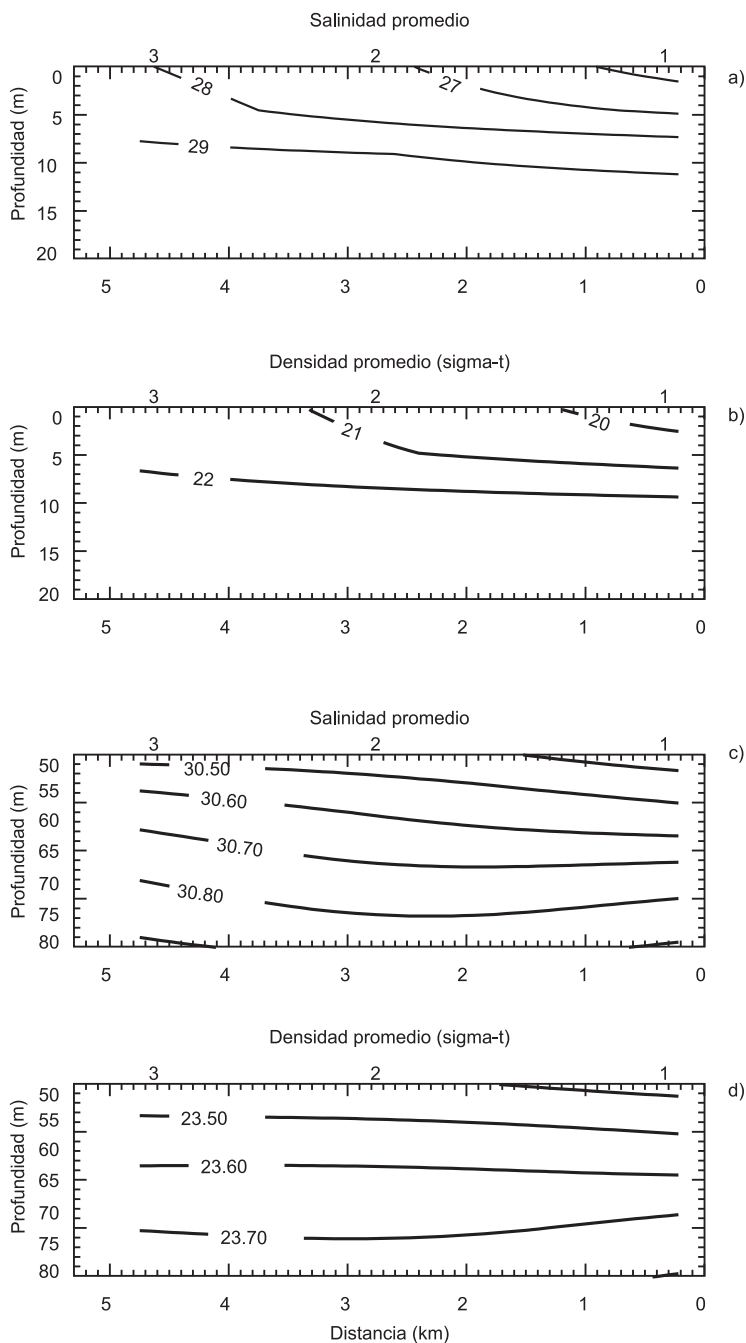 Salinidad promedio
3 2 1
a)
Profundidad (m)
0
5
10
15
20
28
27
29
5 4 3 2 1 0
Densidad promedio (sigma-t)
3 2 1
b)
Profundidad (m)
0
5
10
15
20
21
20
22
5 4 3 2 1 0
Salinidad promedio
3 2 1
c)
Profundidad (m)
50
55
65
70
75
80
30.50
30.60
30.70
30.80
5 4 3 2 1 0
Densidad promedio (sigma-t)
3 2 1
d)
Profundidad (m)
50
55
65
70
75
80
23.50
23.60
23.70
5 4 3 2 1 0
Distancia (km)